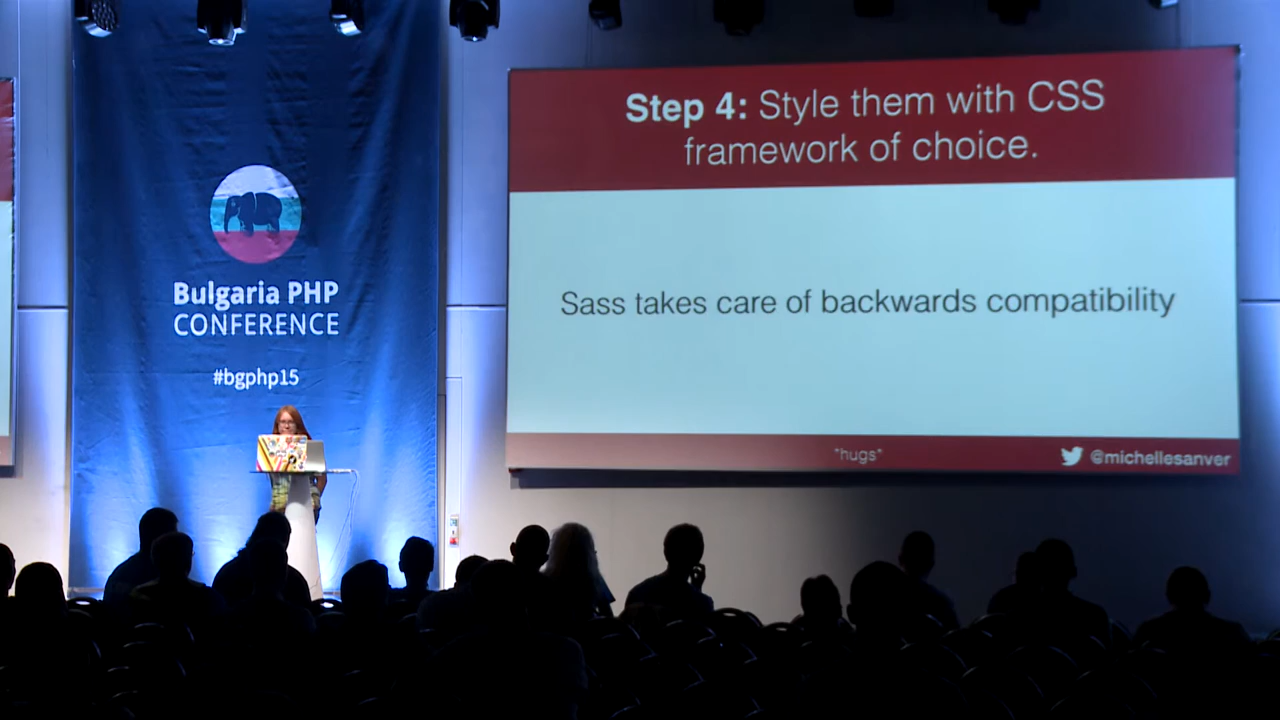 Bulgaria PHP
CONFERENCE
#bgphp15
Step 4: Style them with CSS
framework of choice.
Sass takes care of backwards compatibility
*hugs*
@michellesanver